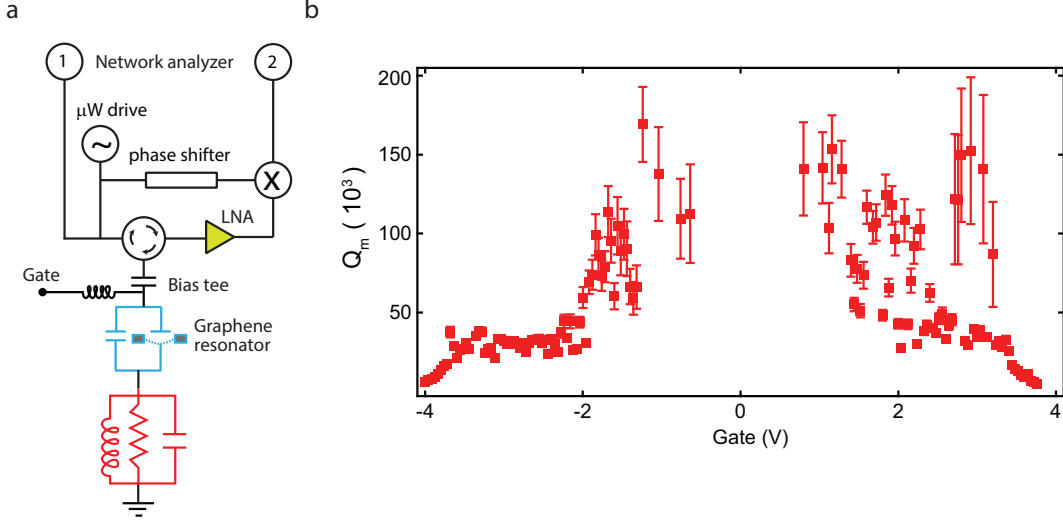 a
1
Network analyzer
2
μW drive
~
phase shifter
X
LNA
Gate
Bias tee
Graphene
resonator
b
Qm ( 10³)
200
150
100
50
-4
-2
0
2
4
Gate (V)